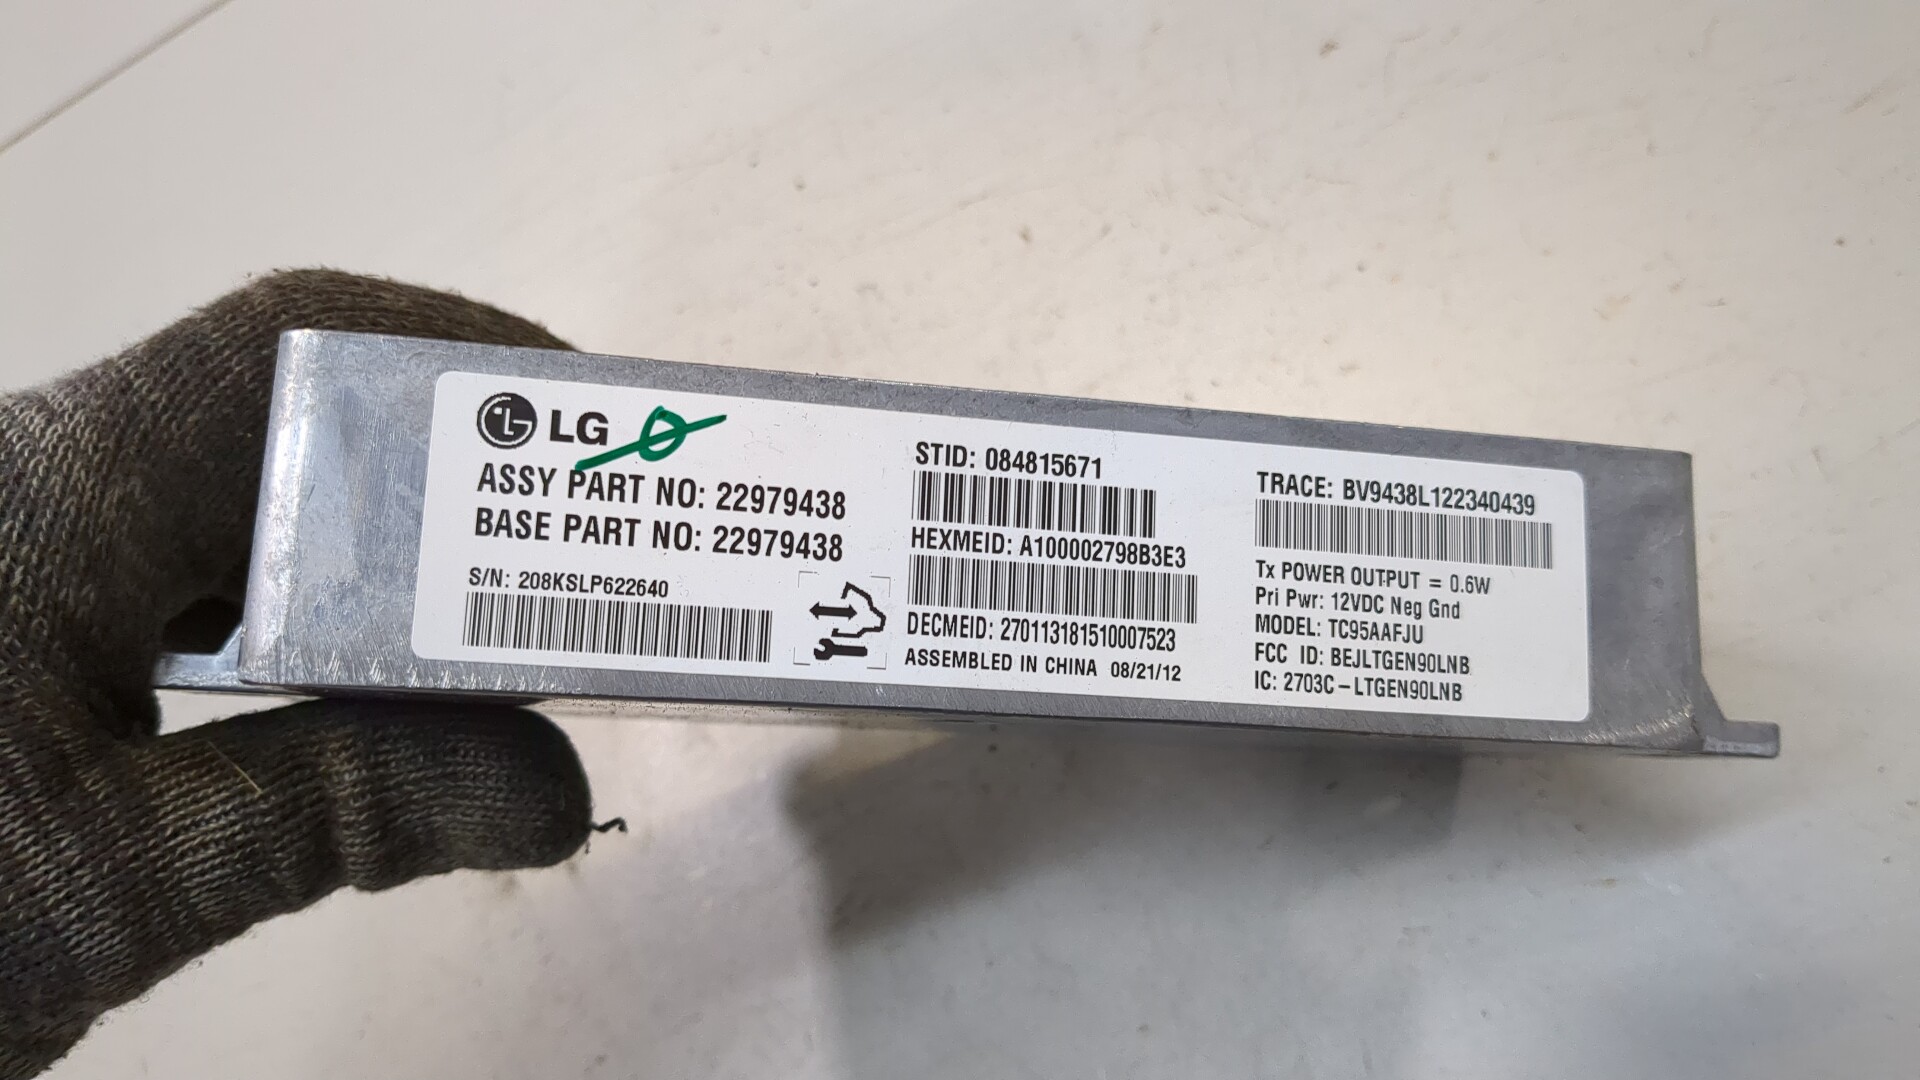 LG
ASSY PART NO: 22979438
BASE PART NO: 22979438
S/N: 208KSLP622640
STID: 084815671
HEXMEID: A100002798B3E3
DECMEID: 270113181510007523
ASSEMBLED IN CHINA 08/21/12
TRACE: BV9438L122340439
Tx POWER OUTPUT = 0.6W
Pri Pwr: 12VDC Neg Gnd
MODEL: TC95AAFJU
FCC ID: BEJLTGEN90LNB
IC: 2703C-LTGEN90LNB